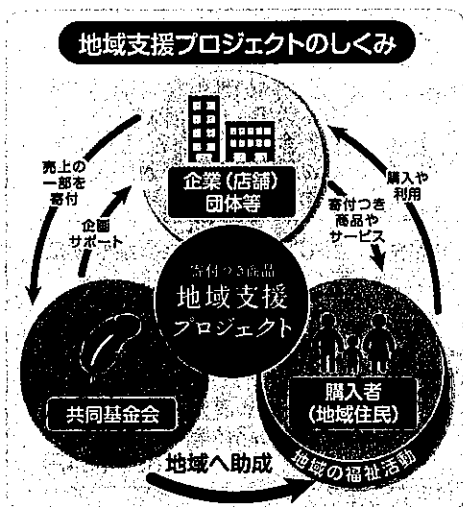 地域支援プロジェクトのしくみ
企業(店舗)
団体等
売上の
一部を
寄付
企画
サポート
購入や
利用
寄付つき
商品や
サービス
寄付つき商品
地域支援
プロジェクト
共同基金会
購入者
(地域住民)
地域の福祉活動
地域へ助成